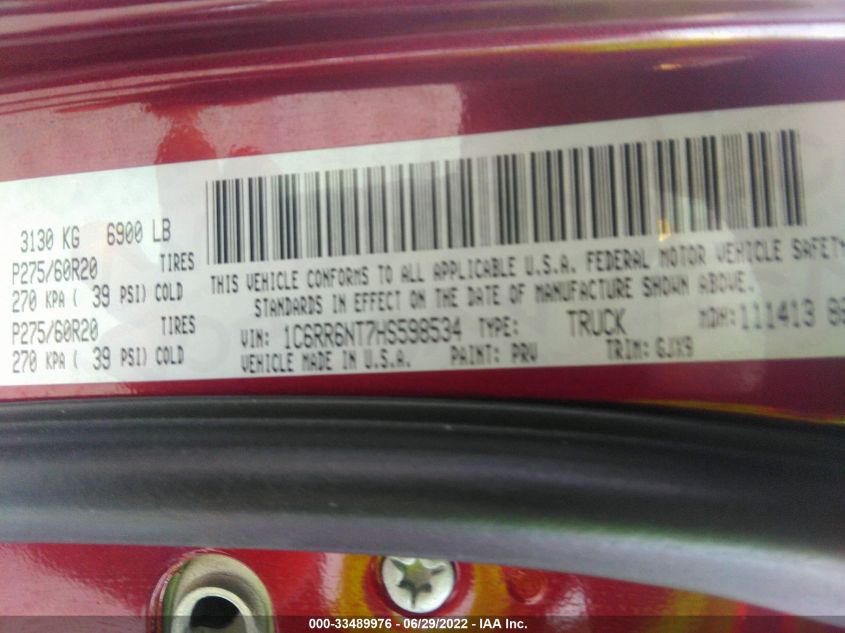 3130 KG 6900 LB
P275/60R20 TIRES
270 KPA ( 39 PSI) COLD
P275/60R20 TIRES
270 KPA ( 39 PSI) COLD
THIS VEHICLE CONFORMS TO ALL APPLICABLE U.S.A. FEDERAL MOTOR VEHICLE SAFETY
STANDARDS IN EFFECT ON THE DATE OF MANUFACTURE SHOWN ABOVE.
VIN: 1C6RR6NT7HS598534 TYPE: TRUCK MDH: 111413
VEHICLE MADE IN U.S.A. PAINT: PRV TRIM: GJX9
000-33489976 - 06/29/2022 - IAA Inc.